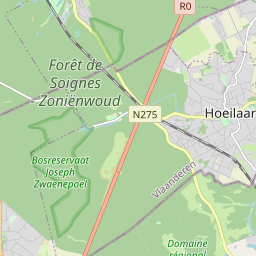 R0
Forêt de
Soignes
-
Zoniënwoud
N275
Hoeilaar
Bosreservaat
Joseph
Zwaenepoel
Vlaanderen
Domaine
régional